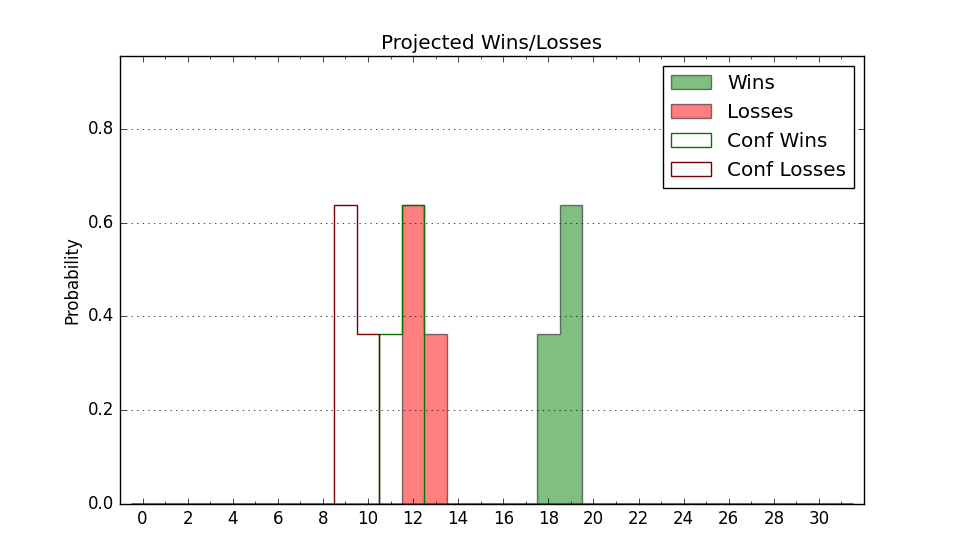 Projected Wins/Losses
Wins
Losses
Conf Wins
Conf Losses
Probability
0.8
0.6
0.4
0.2
0.0
0 2 4 6 8 10 12 14 16 18 20 22 24 26 28 30